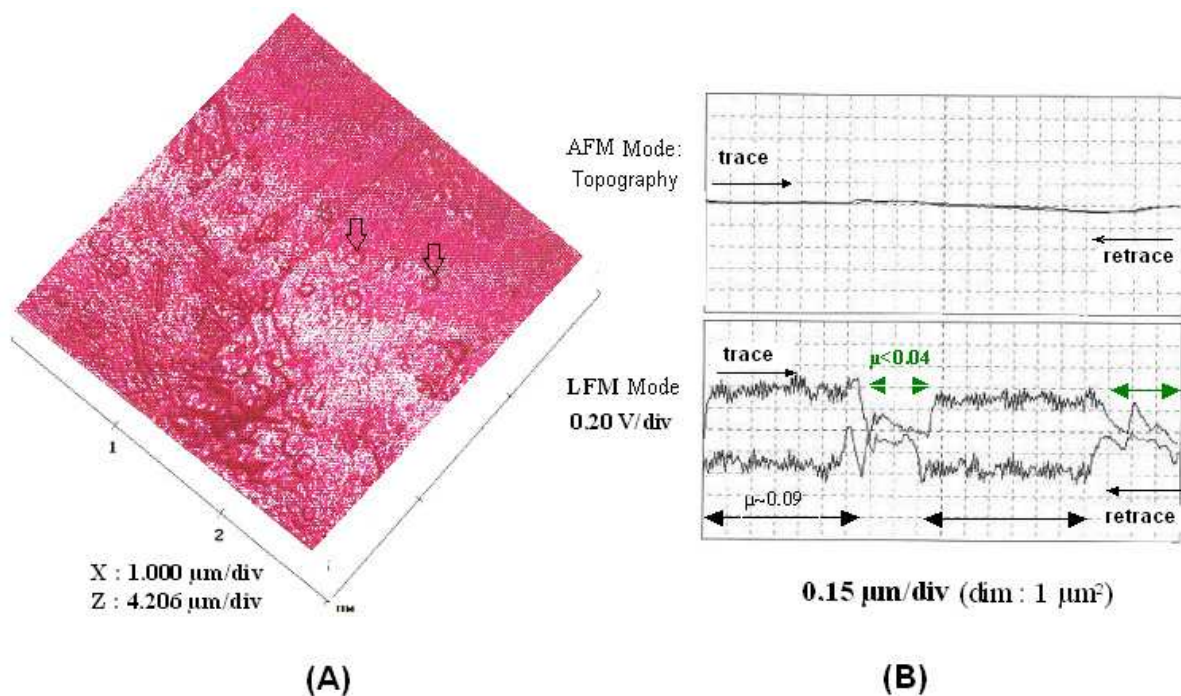 1
2
X : 1.000 µm/div
Z : 4.206 µm/div
(A)
AFM Mode:
Topography
trace
retrace
LFM Mode
0.20 V/div
trace
µ<0.04
µ~0.09
retrace
0.15 µm/div (dim : 1 µm²)
(B)